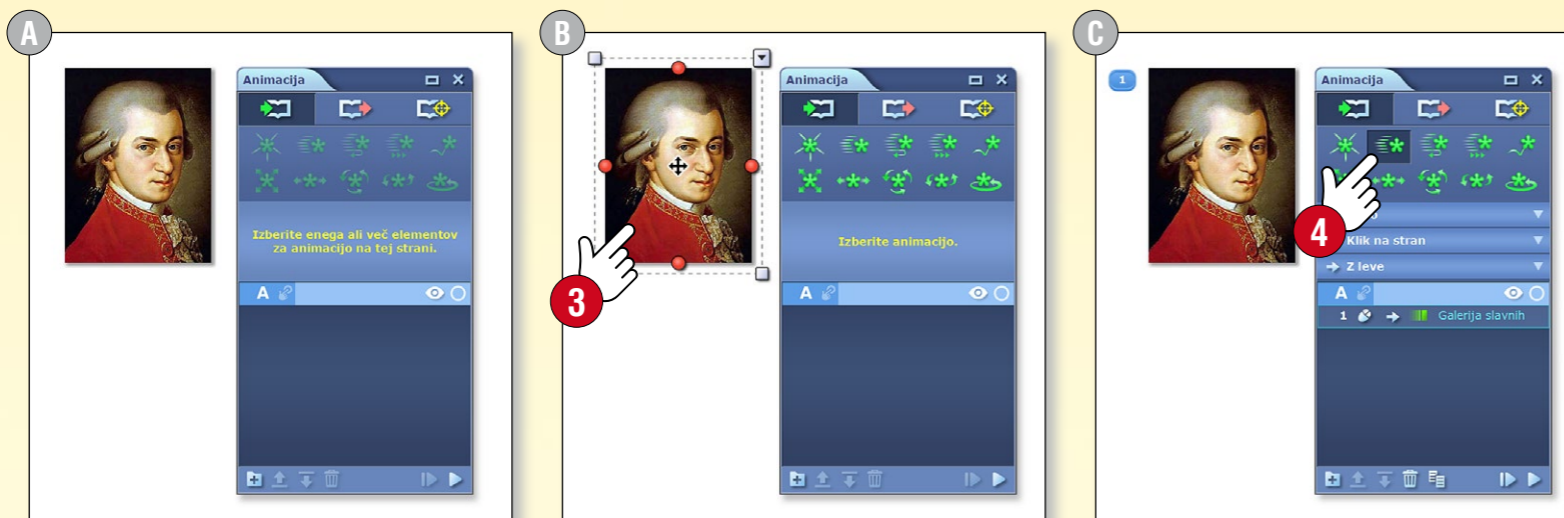 A
Animacija
Izberite enega ali več elementov
za animacijo na tej strani.
A
B
Animacija
Izberite animacijo.
A
3
C
1
Animacija
4
Klik na stran
Z leve
A
1 Galerija slavnih